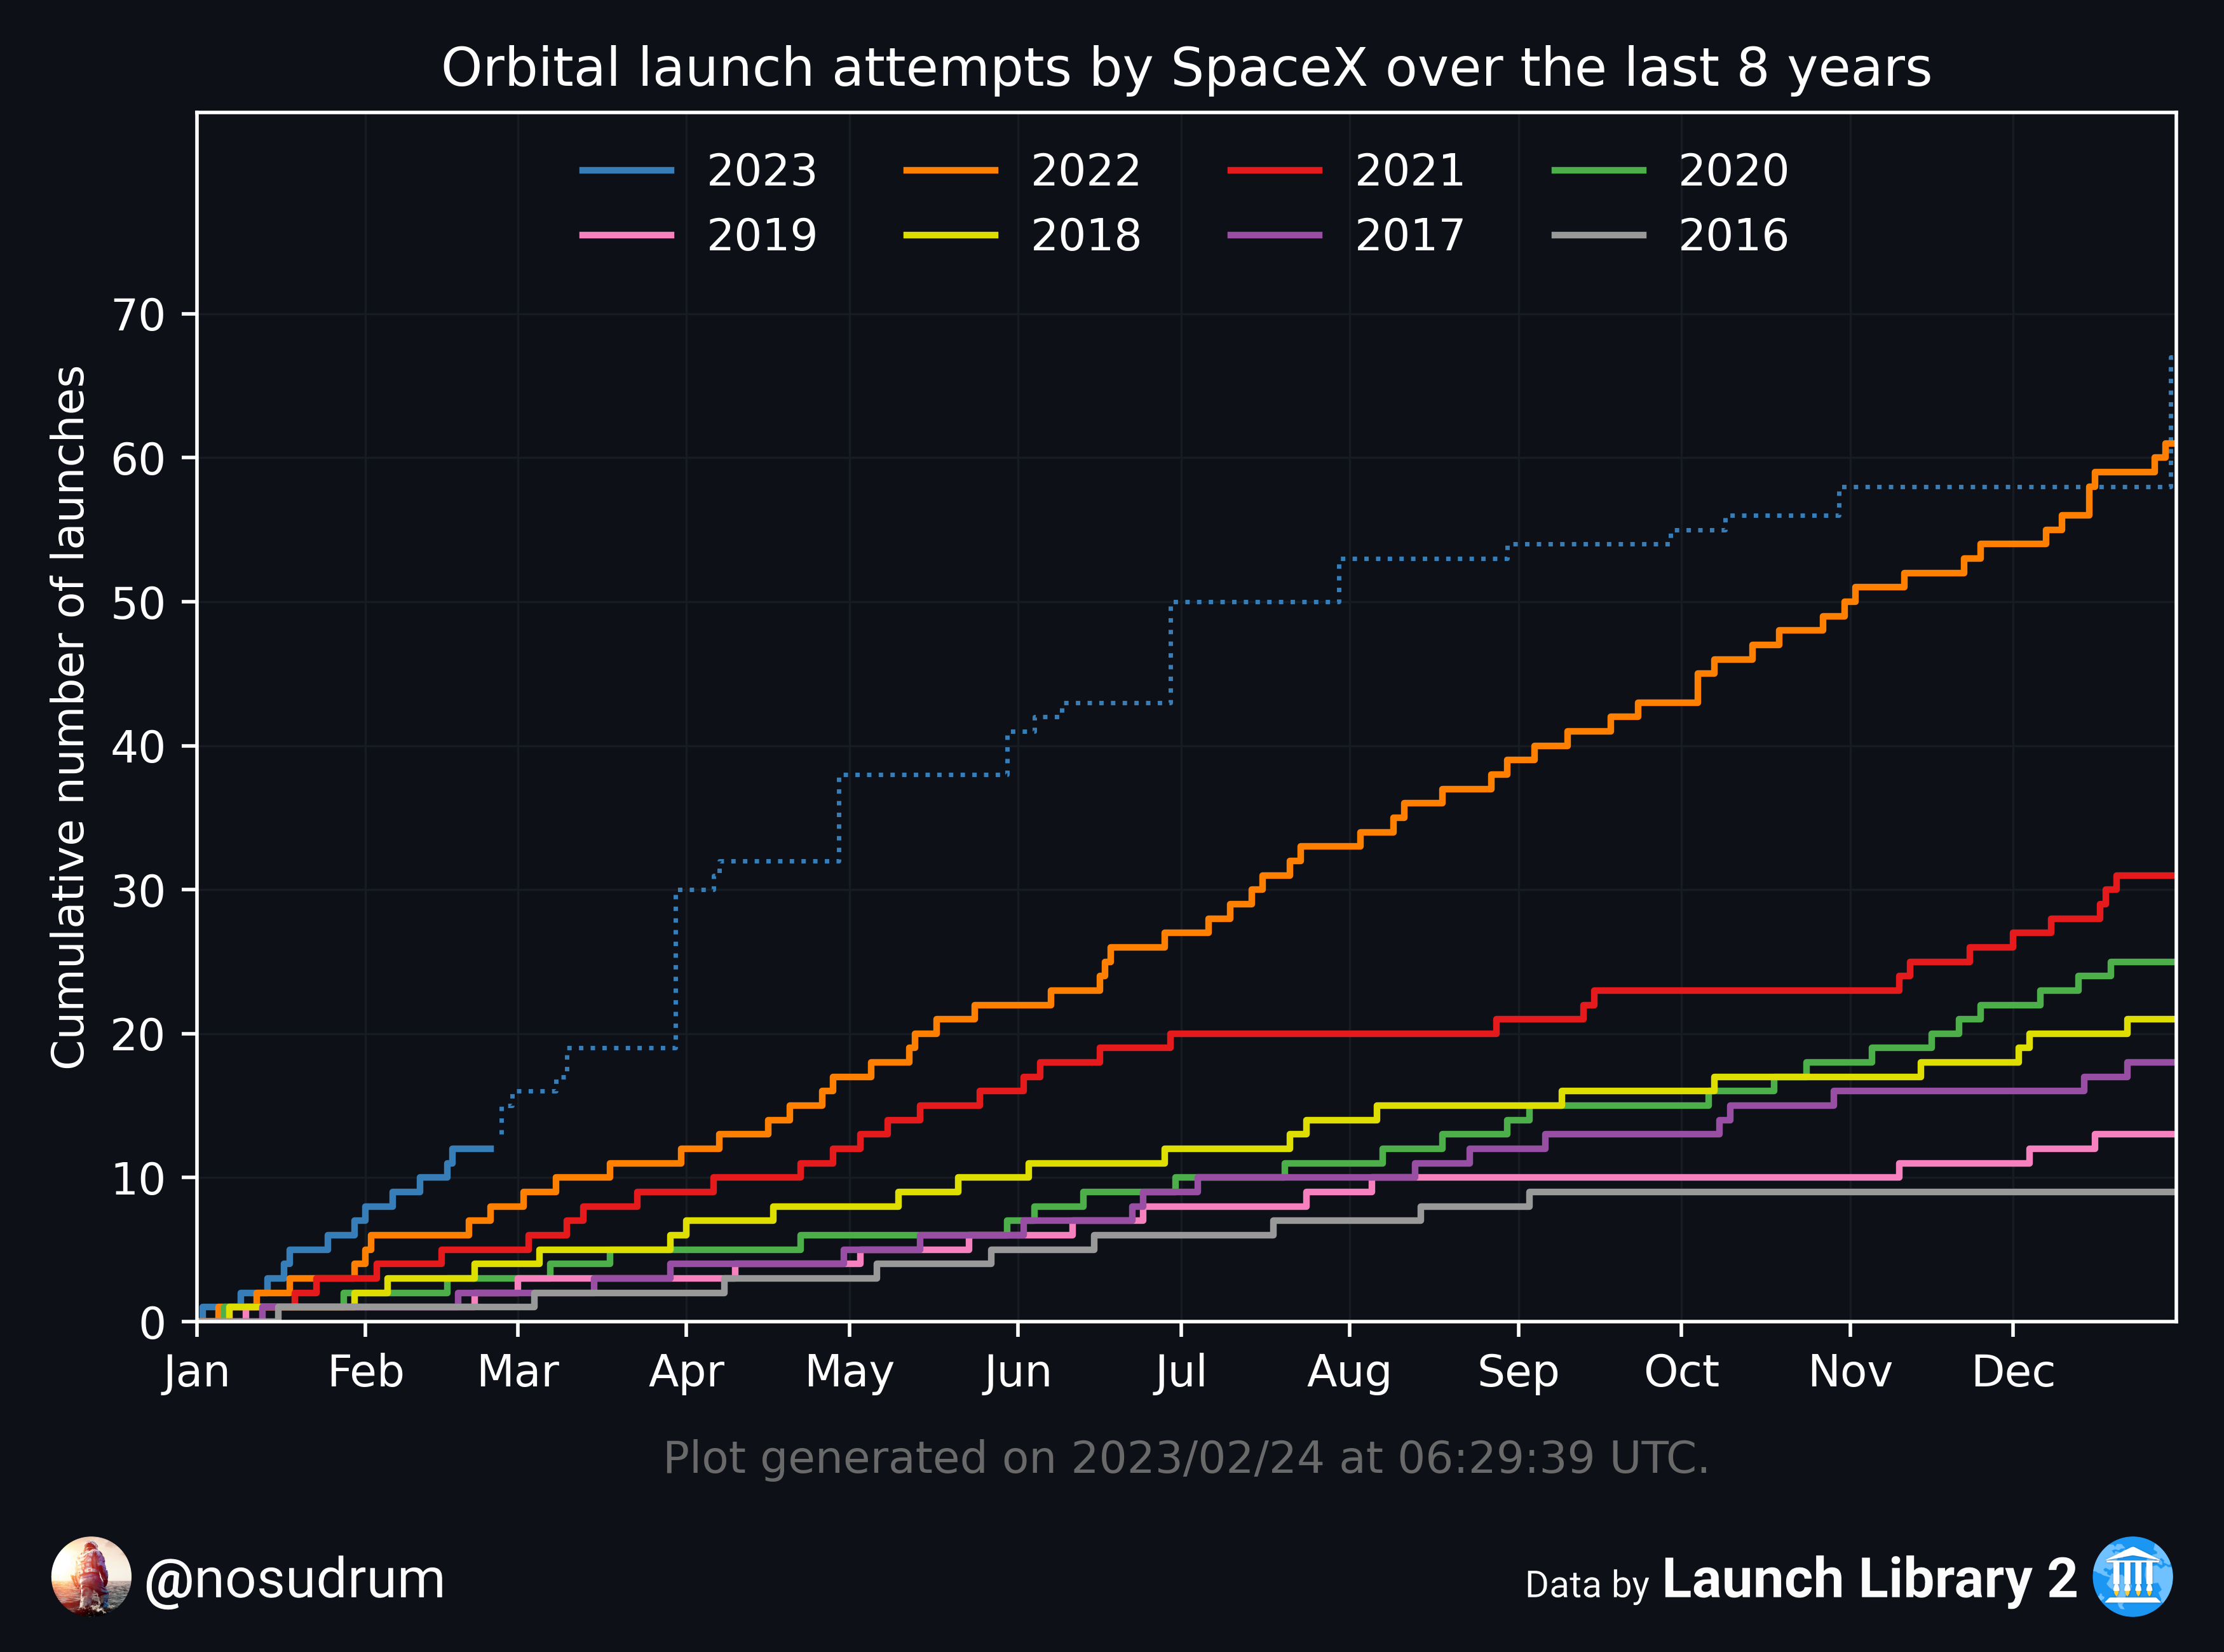 Orbital launch attempts by SpaceX over the last 8 years
2023 2022 2021 2020
2019 2018 2017 2016
Cumulative number of launches
70
60
50
40
30
20
10
0
Jan Feb Mar Apr May Jun Jul Aug Sep Oct Nov Dec
Plot generated on 2023/02/24 at 06:29:39 UTC.
@nosudrum
Data by Launch Library 2